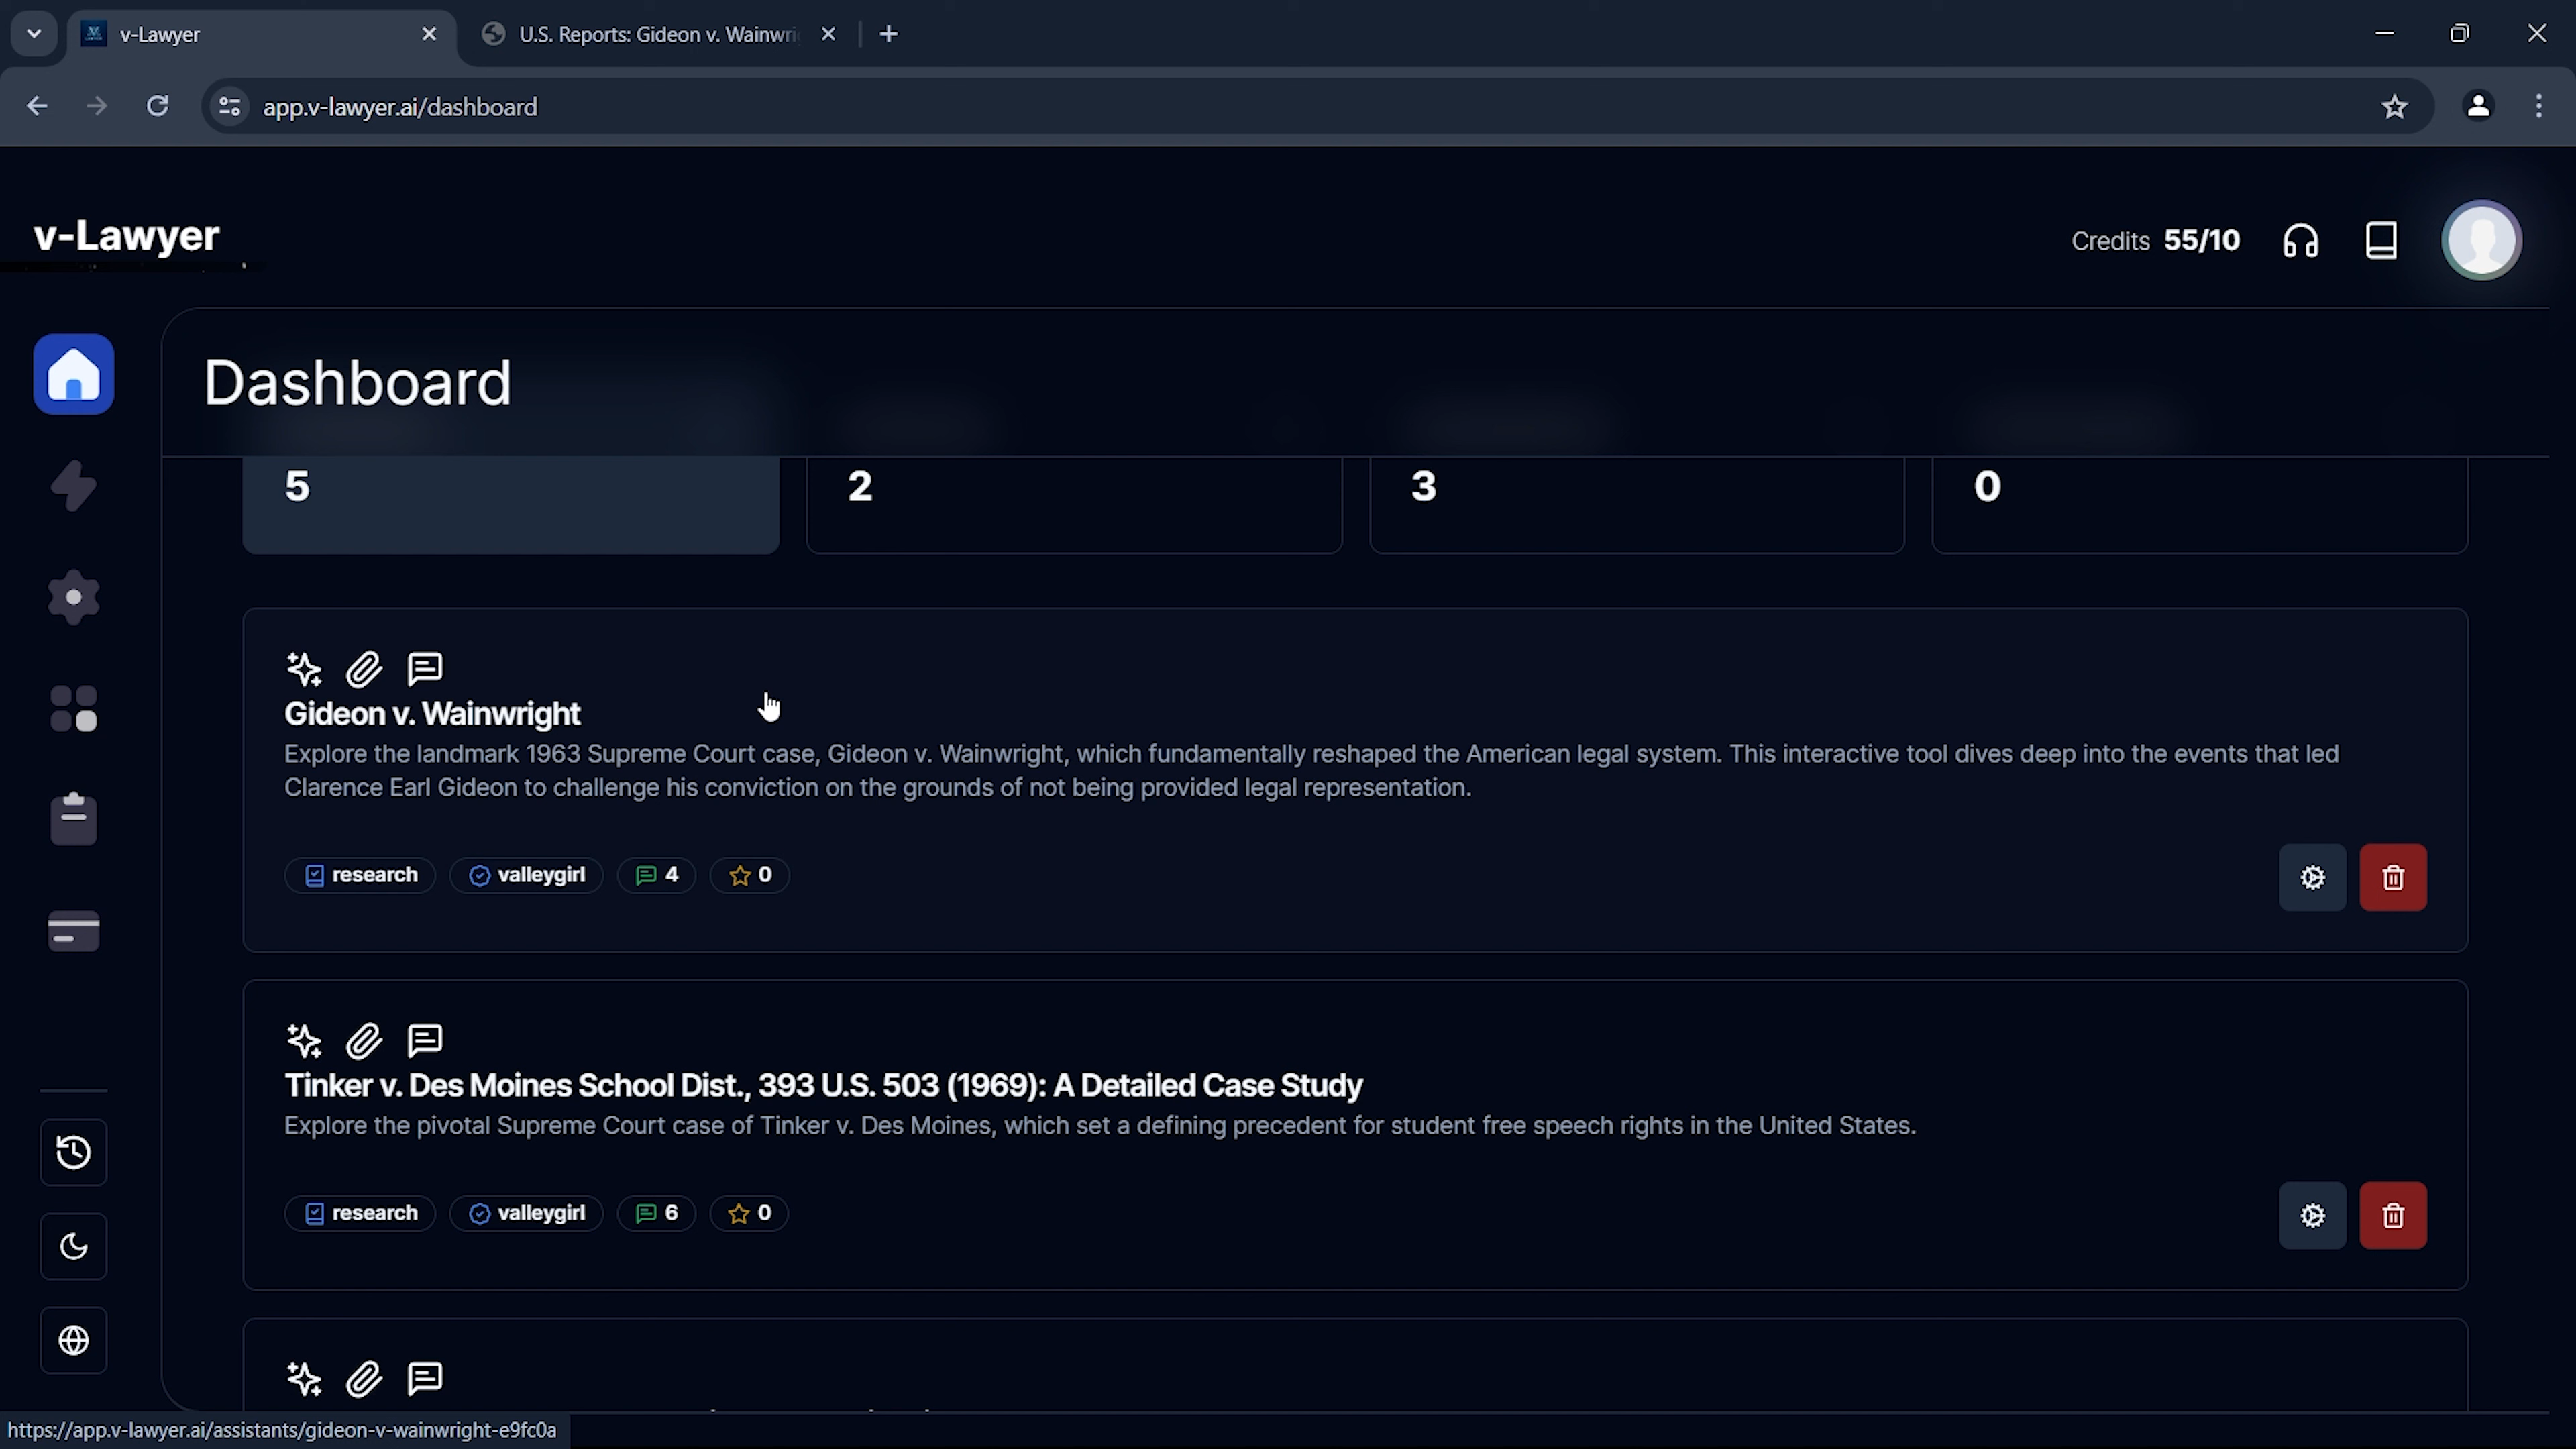 v-Lawyer
U.S. Reports: Gideon v. Wainwri
app.v-lawyer.ai/dashboard
v-Lawyer
Credits 55/10
Dashboard
5
2
3
0
Gideon v. Wainwright
Explore the landmark 1963 Supreme Court case, Gideon v. Wainwright, which fundamentally reshaped the American legal system. This interactive tool dives deep into the events that led
Clarence Earl Gideon to challenge his conviction on the grounds of not being provided legal representation.
research
valleygirl
4
0
Tinker v. Des Moines School Dist., 393 U.S. 503 (1969): A Detailed Case Study
Explore the pivotal Supreme Court case of Tinker v. Des Moines, which set a defining precedent for student free speech rights in the United States.
research
valleygirl
6
0
https://app.v-lawyer.ai/assistants/gideon-v-wainwright-e9fc0a